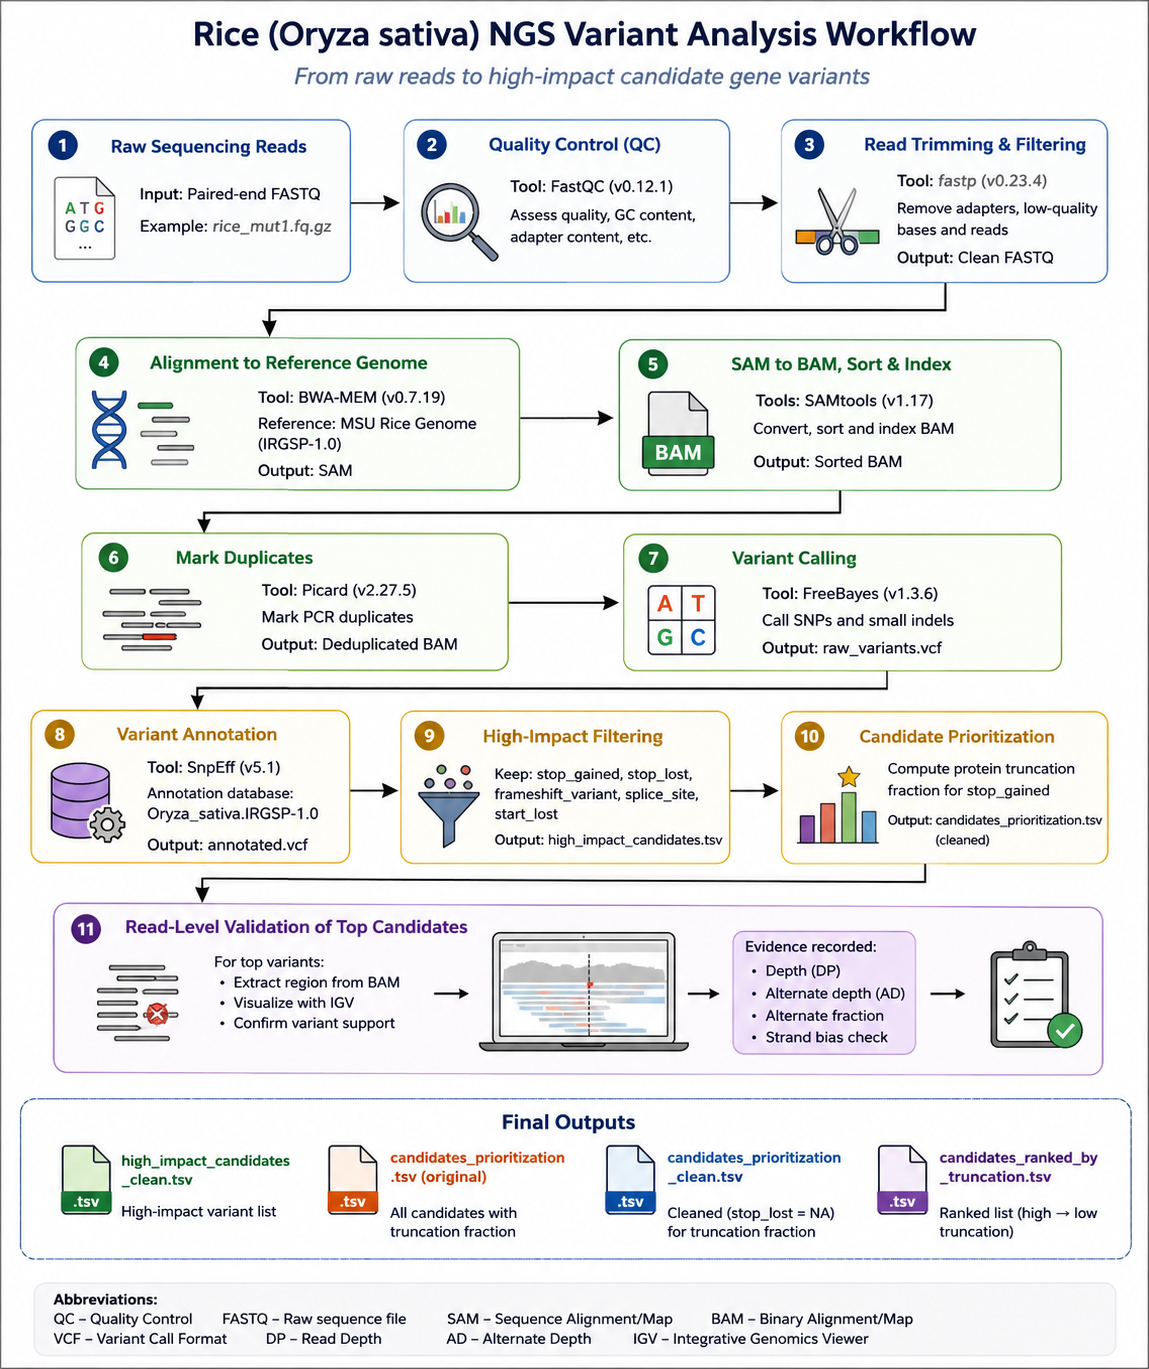 Rice (Oryza sativa) NGS Variant Analysis Workflow
From raw reads to high-impact candidate gene variants
1
Raw Sequencing Reads
A T G
G G C
...
Input: Paired-end FASTQ
Example: rice_mut1.fq.gz
2
Quality Control (QC)
Tool: FastQC (v0.12.1)
Assess quality, GC content,
adapter content, etc.
3
Read Trimming & Filtering
Tool: fastp (v0.23.4)
Remove adapters, low-quality
bases and reads
Output: Clean FASTQ
4
Alignment to Reference Genome
Tool: BWA-MEM (v0.7.19)
Reference: MSU Rice Genome
(IRGSP-1.0)
Output: SAM
5
SAM to BAM, Sort & Index
BAM
Tools: SAMtools (v1.17)
Convert, sort and index BAM
Output: Sorted BAM
6
Mark Duplicates
Tool: Picard (v2.27.5)
Mark PCR duplicates
Output: Deduplicated BAM
7
Variant Calling
A T
G C
Tool: FreeBayes (v1.3.6)
Call SNPs and small indels
Output: raw_variants.vcf
8
Variant Annotation
Tool: SnpEff (v5.1)
Annotation database:
Oryza_sativa.IRGSP-1.0
Output: annotated.vcf
9
High-Impact Filtering
Keep: stop_gained, stop_lost,
frameshift_variant, splice_site,
start_lost
Output: high_impact_candidates.tsv
10
Candidate Prioritization
Compute protein truncation
fraction for stop_gained
Output: candidates_prioritization.tsv
(cleaned)
11
Read-Level Validation of Top Candidates
For top variants:
• Extract region from BAM
• Visualize with IGV
• Confirm variant support
Evidence recorded:
• Depth (DP)
• Alternate depth (AD)
• Alternate fraction
• Strand bias check
Final Outputs
.tsv
high_impact_candidates
_clean.tsv
High-impact variant list
.tsv
candidates_prioritization
.tsv (original)
All candidates with
truncation fraction
.tsv
candidates_prioritization
_clean.tsv
Cleaned (stop_lost = NA)
for truncation fraction
.tsv
candidates_ranked_by
_truncation.tsv
Ranked list (high → low
truncation)
Abbreviations:
QC – Quality Control FASTQ – Raw sequence file SAM – Sequence Alignment/Map BAM – Binary Alignment/Map
VCF – Variant Call Format DP – Read Depth AD – Alternate Depth IGV – Integrative Genomics Viewer